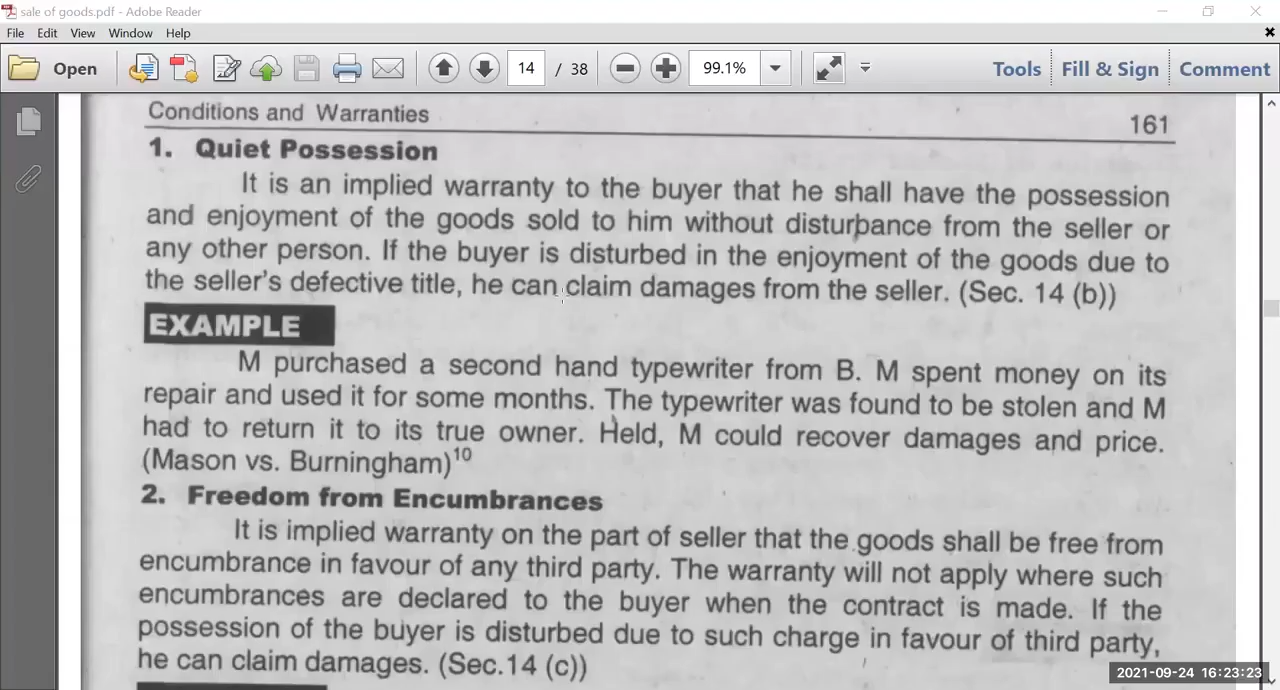 sale of goods.pdf - Adobe Reader
File Edit View Window Help
Open 14 / 38 99.1% Tools Fill & Sign Comment
Conditions and Warranties 161
1. Quiet Possession
It is an implied warranty to the buyer that he shall have the possession
and enjoyment of the goods sold to him without disturbance from the seller or
any other person. If the buyer is disturbed in the enjoyment of the goods due to
the seller's defective title, he can claim damages from the seller. (Sec. 14 (b))
EXAMPLE
M purchased a second hand typewriter from B. M spent money on its
repair and used it for some months. The typewriter was found to be stolen and M
had to return it to its true owner. Held, M could recover damages and price.
(Mason vs. Burningham)10
2. Freedom from Encumbrances
It is implied warranty on the part of seller that the goods shall be free from
encumbrance in favour of any third party. The warranty will not apply where such
encumbrances are declared to the buyer when the contract is made. If the
possession of the buyer is disturbed due to such charge in favour of third party,
he can claim damages. (Sec.14 (c))
2021-09-24 16:23:23